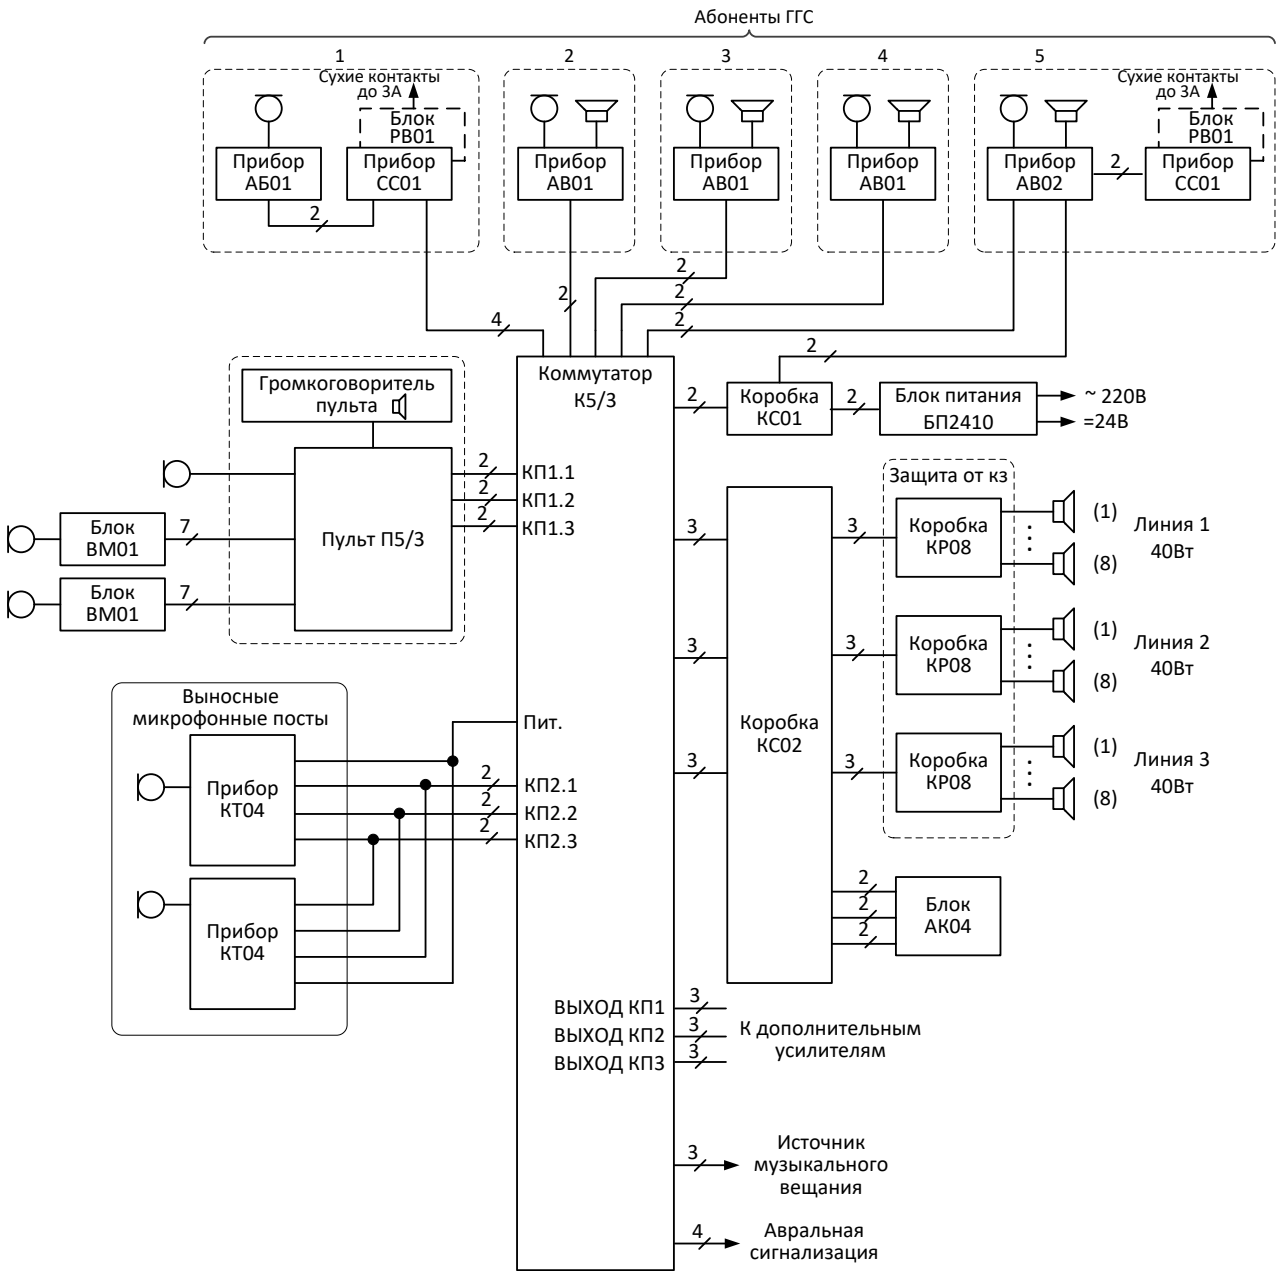 Абоненты ГГС
1
2
3
4
5
Сухие контакты
до 3А
Блок
РВ01
Прибор
АБ01
Прибор
СС01
2
4
Прибор
АВ01
2
Прибор
АВ01
2
Прибор
АВ01
2
Прибор
АВ02
2
2
2
Сухие контакты
до 3А
Блок
РВ01
Прибор
СС01
Громкоговоритель
пульта
Пульт П5/3
Блок
ВМ01
7
Блок
ВМ01
7
2
2
2
Коммутатор
К5/3
КП1.1
КП1.2
КП1.3
2
Коробка
КС01
2
Блок питания
БП2410
~ 220В
=24В
Выносные
микрофонные посты
Прибор
КТ04
Прибор
КТ04
2
2
2
Пит.
КП2.1
КП2.2
КП2.3
3
3
3
Коробка
КС02
3
3
3
Защита от кз
Коробка
КР08
(1)
(8)
Линия 1
40Вт
Коробка
КР08
(1)
(8)
Линия 2
40Вт
Коробка
КР08
(1)
(8)
Линия 3
40Вт
2
2
2
Блок
АК04
ВЫХОД КП1
ВЫХОД КП2
ВЫХОД КП3
3
3
3
К дополнительным
усилителям
3
Источник
музыкального
вещания
4
Авральная
сигнализация